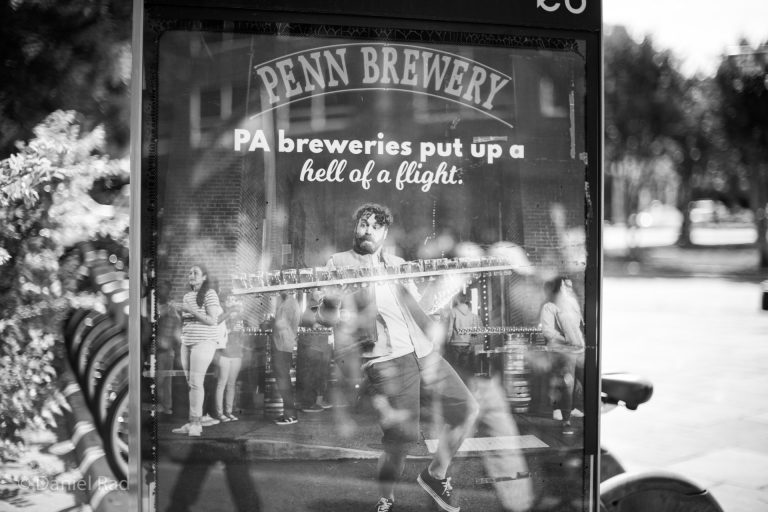 PENN BREWERY
PA breweries put up a
hell of a flight.
©Daniel Rad